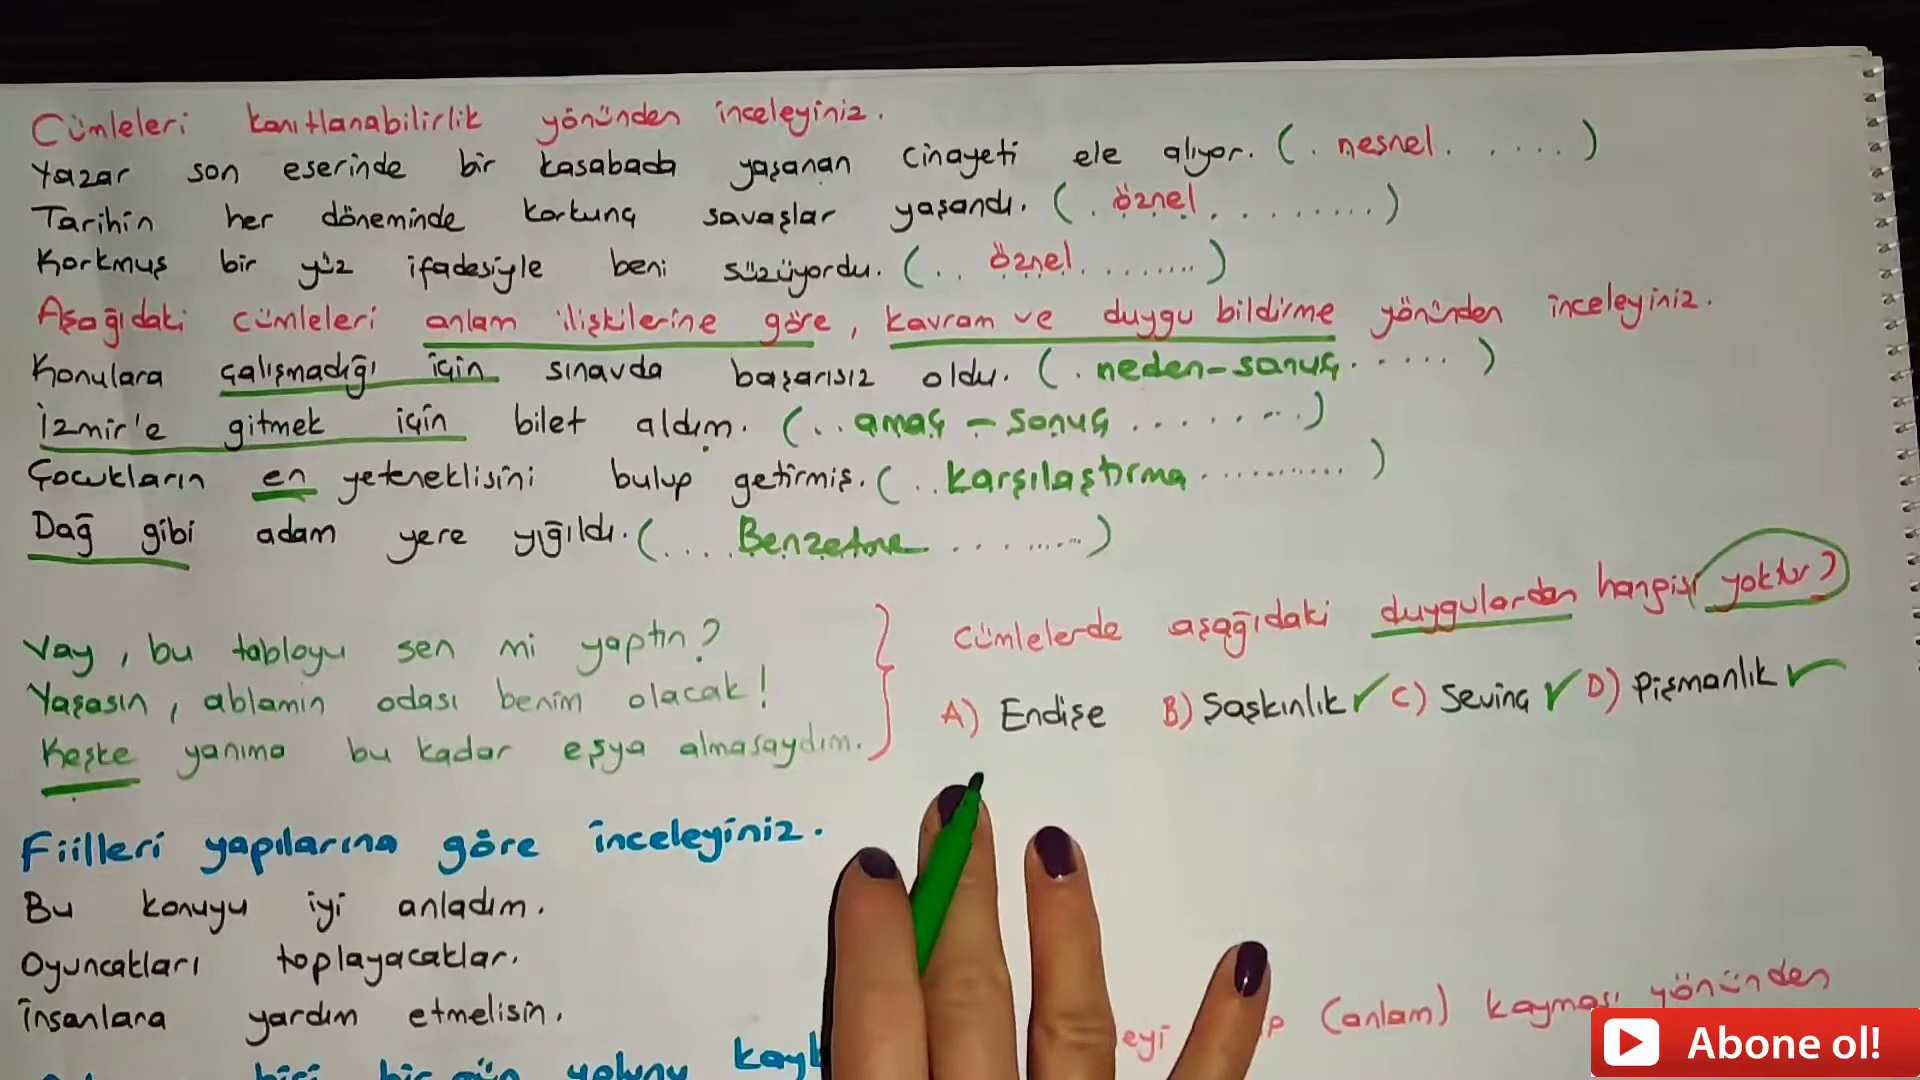 Cümleleri kanıtlanabilirlik yönünden inceleyiniz.
Yazar son eserinde bir kasabada yaşanan cinayeti ele alıyor. (. nesnel. . . . . .)
Tarihin her döneminde korkunç savaşlar yaşandı. (. öznel. . . . . . . . .)
Korkmuş bir yüz ifadesiyle beni süzüyordu. (. . öznel. . . . . . . .)
Aşağıdaki cümleleri anlam ilişkilerine göre, kavram ve duygu bildirme yönünden inceleyiniz.
Konulara çalışmadığı için sınavda başarısız oldu. (. neden-sonuç. . . . . .)
İzmir'e gitmek için bilet aldım. (. . amaç - sonuç . . . . . . . . .)
Çocukların en yeteneklisini bulup getirmiş. (. . karşılaştırma . . . . . . . . . . .)
Dağ gibi adam yere yığıldı. (. . . . Benzetme . . . . . . . .)
Vay, bu tabloyu sen mi yaptın?
Yaşasın, ablamın odası benim olacak!
Keşke yanıma bu kadar eşya almasaydım.
Cümlelerde aşağıdaki duygulardan hangisi yoktur?
A) Endişe B) Şaşkınlık ✓ C) Sevinç ✓ D) Pişmanlık ✓
Fiilleri yapılarına göre inceleyiniz.
Bu konuyu iyi anladım.
Oyuncakları toplayacaklar.
İnsanlara yardım etmelisin.
(anlam) kayması yönünden
biri bir gün yolunu
Abone ol!